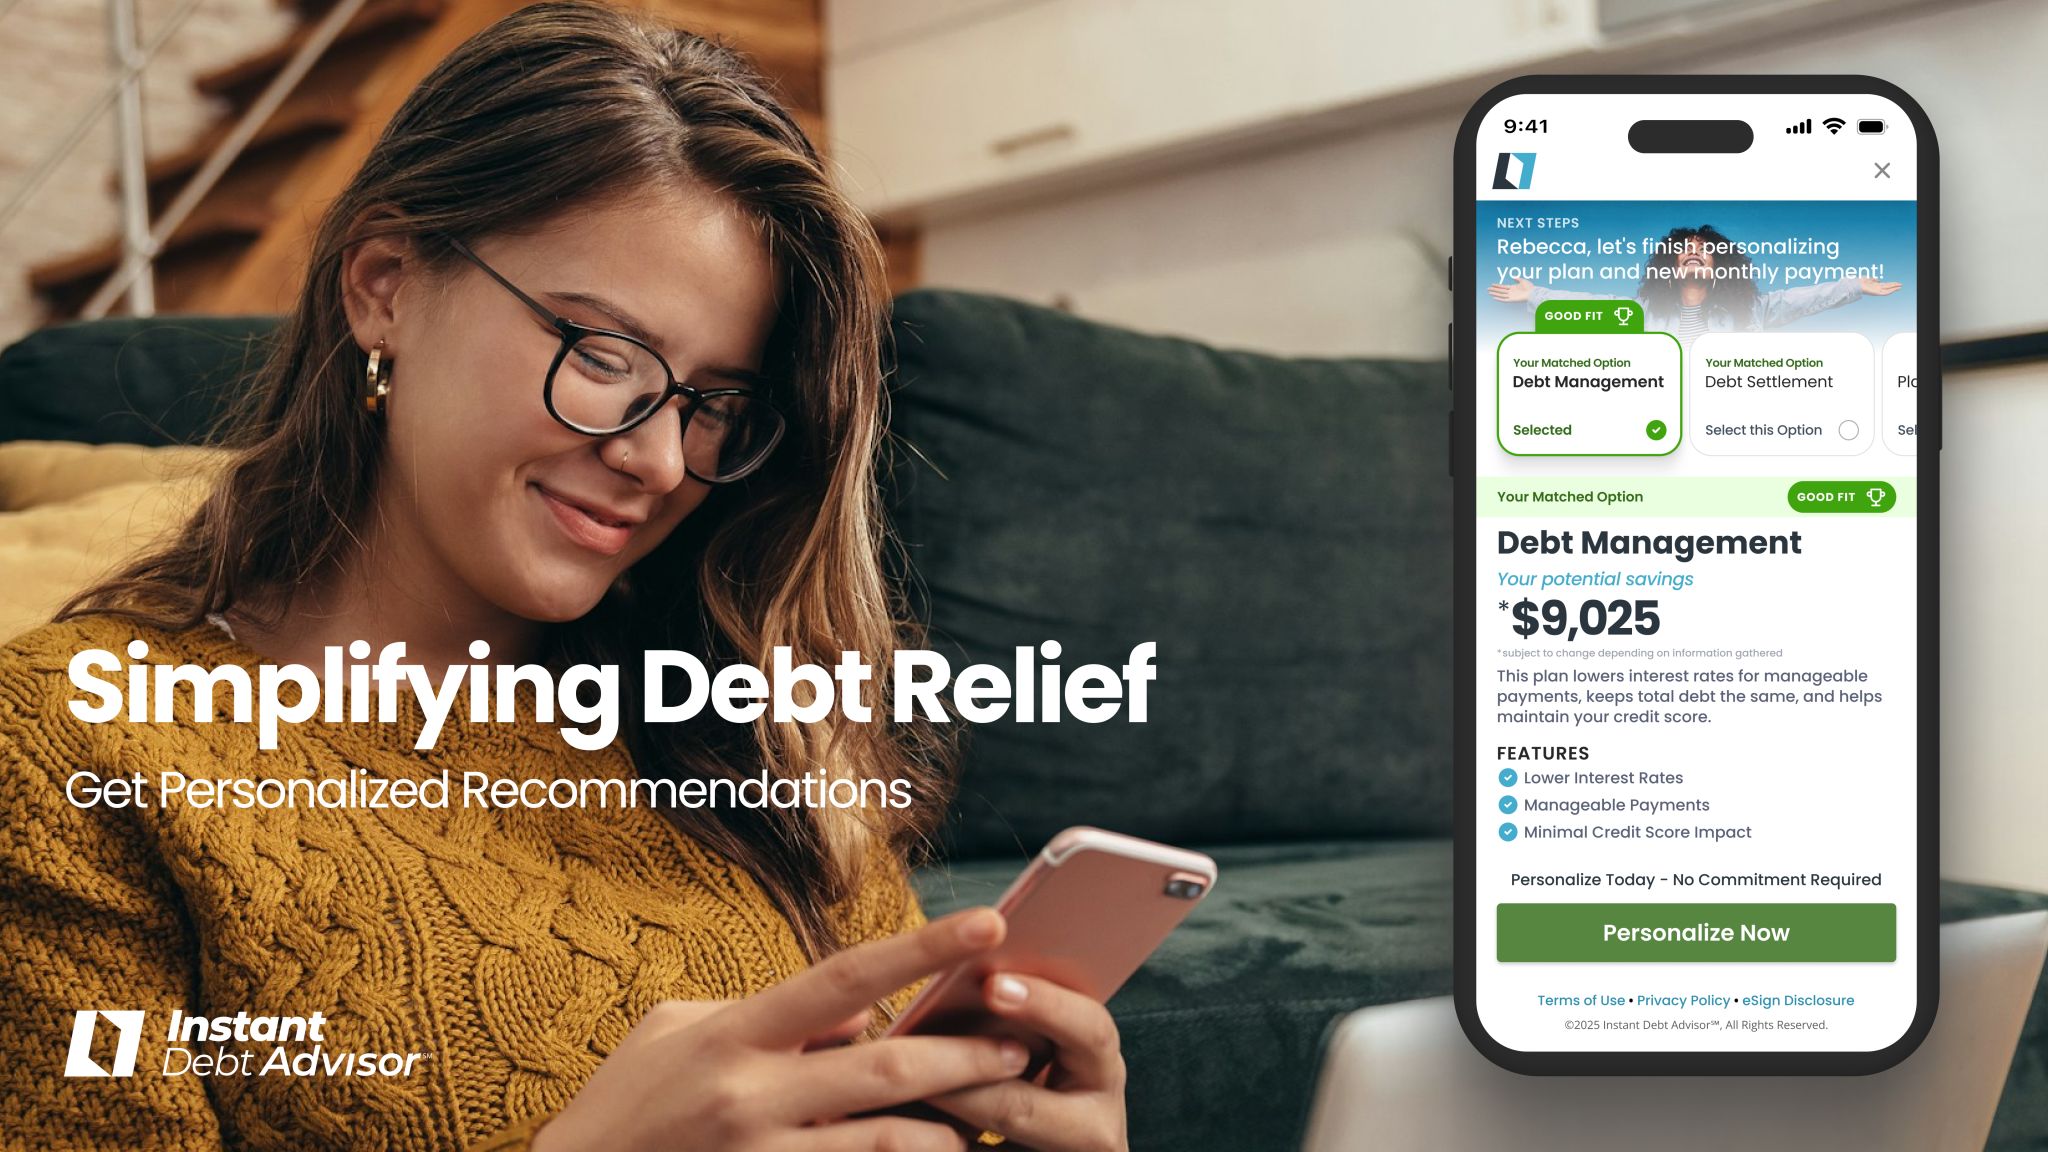 Simplifying Debt Relief
Get Personalized Recommendations
Instant
Debt Advisor℠
9:41
NEXT STEPS
Rebecca, let's finish personalizing
your plan and new monthly payment!
GOOD FIT
Your Matched Option
Debt Management
Selected
Your Matched Option
Debt Settlement
Select this Option
Your Matched Option
GOOD FIT
Debt Management
Your potential savings
*$9,025
*subject to change depending on information gathered
This plan lowers interest rates for manageable
payments, keeps total debt the same, and helps
maintain your credit score.
FEATURES
Lower Interest Rates
Manageable Payments
Minimal Credit Score Impact
Personalize Today - No Commitment Required
Personalize Now
Terms of Use • Privacy Policy • eSign Disclosure
©2025 Instant Debt Advisor℠, All Rights Reserved.